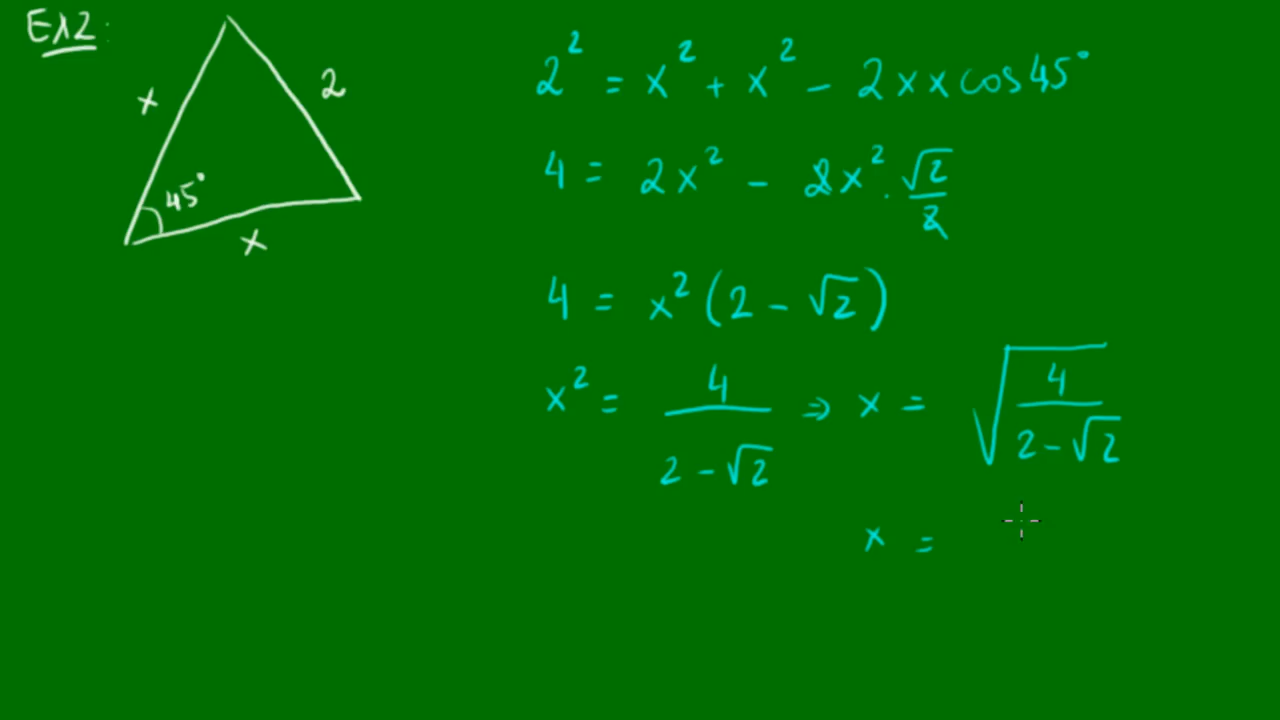 Ex2:
x
2
45°
x
2² = x² + x² - 2xx cos45°
4 = 2x² - 2x² . √2/2
4 = x² (2 - √2)
x² = 4/(2 - √2) ⇒ x = √(4/(2 - √2))
x =